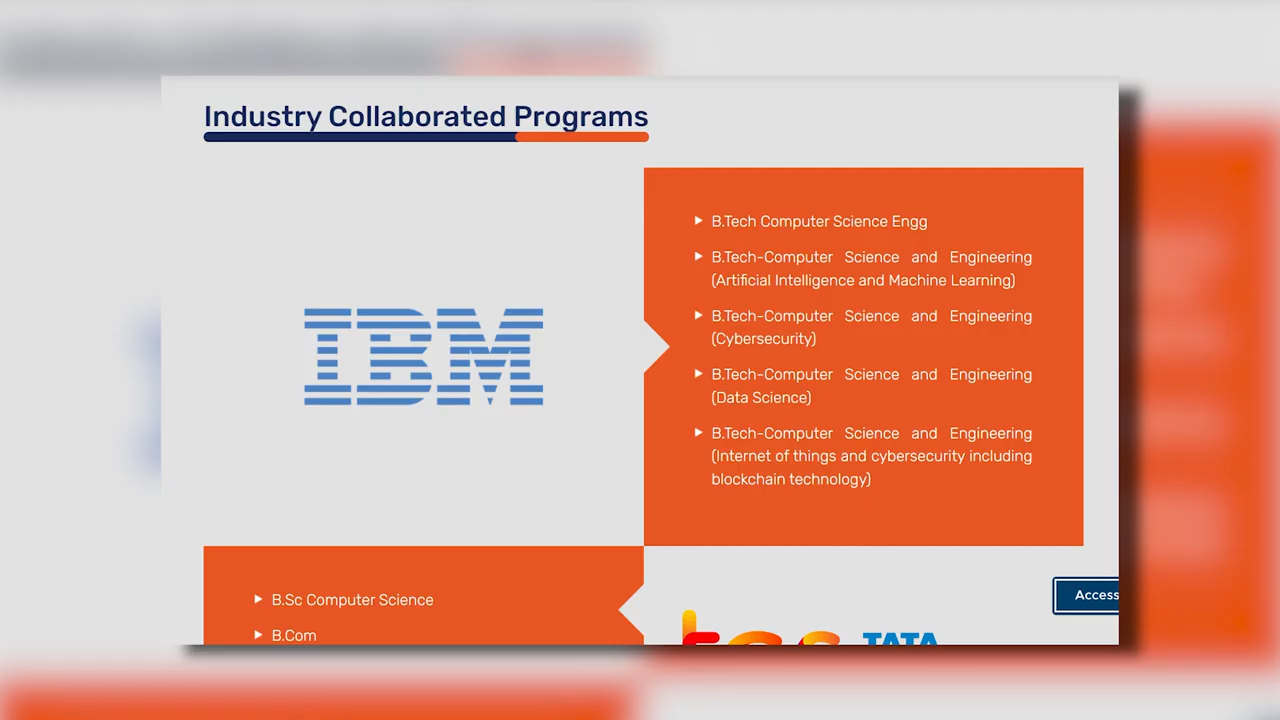 Industry Collaborated Programs
B.Tech Computer Science Engg
B.Tech-Computer Science and Engineering
(Artificial Intelligence and Machine Learning)
B.Tech-Computer Science and Engineering
(Cybersecurity)
B.Tech-Computer Science and Engineering
(Data Science)
B.Tech-Computer Science and Engineering
(Internet of things and cybersecurity including
blockchain technology)
IBM
B.Sc Computer Science
B.Com
Access
tcs TATA